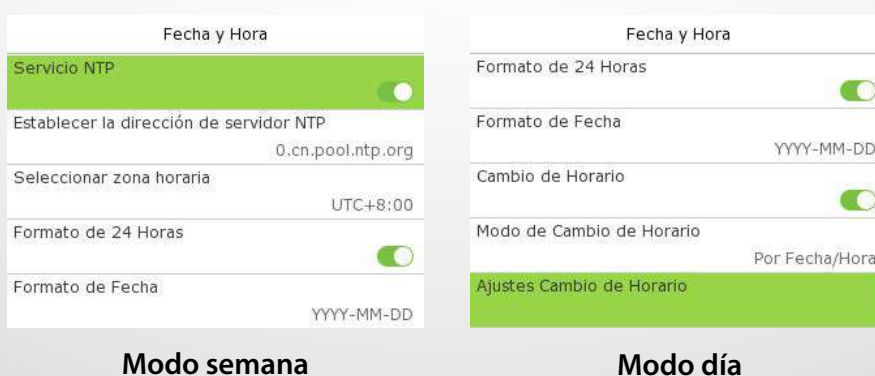 Fecha y Hora
Servicio NTP
Establecer la dirección de servidor NTP
0.cn.pool.ntp.org
Seleccionar zona horaria
UTC+8:00
Formato de 24 Horas
Formato de Fecha
YYYY-MM-DD
Modo semana
Fecha y Hora
Formato de 24 Horas
Formato de Fecha
YYYY-MM-DD
Cambio de Horario
Modo de Cambio de Horario
Por Fecha/Hora
Ajustes Cambio de Horario
Modo día